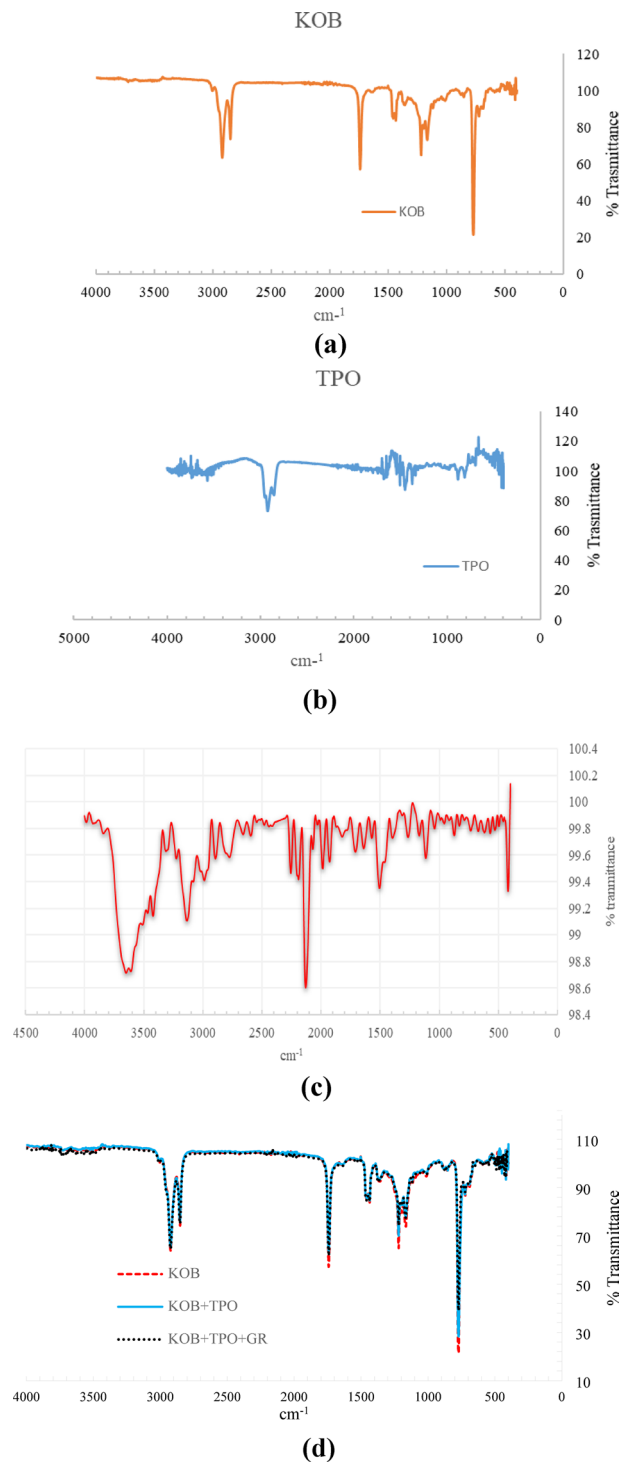 KOB
120
100
80
60
40
20
0
% Trasmittance
KOB
4000 3500 3000 2500 2000 1500 1000 500 0
cm-1
(a)
TPO
140
120
100
80
60
40
20
0
% Trasmittance
TPO
5000 4000 3000 2000 1000 0
cm-1
(b)
100.4
100.2
100
99.8
99.6
99.4
99.2
99
98.8
98.6
98.4
% tranmittance
4500 4000 3500 3000 2500 2000 1500 1000 500 0
cm-1
(c)
110
90
70
50
30
10
% Transmittance
KOB
KOB+TPO
KOB+TPO+GR
4000 3500 3000 2500 2000 1500 1000 500 0
cm-1
(d)